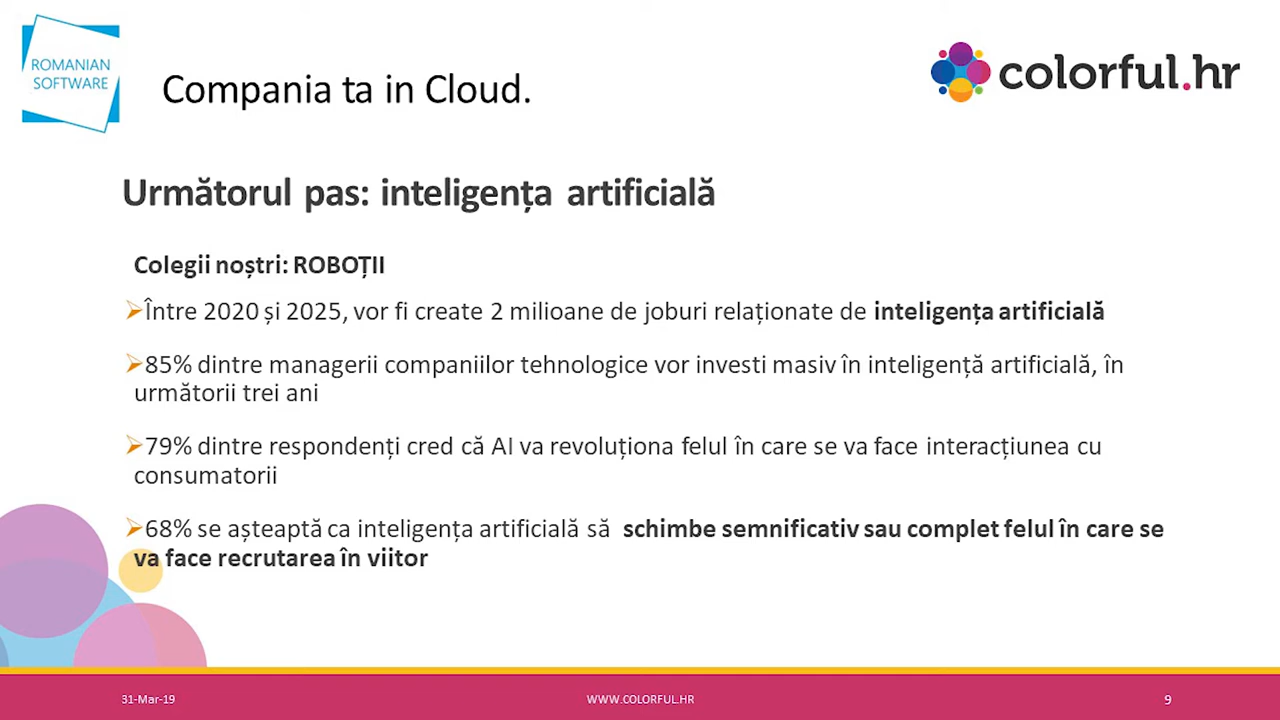 ROMANIAN
SOFTWARE
Compania ta in Cloud.
colorful.hr
Următorul pas: inteligența artificială
Colegii noștri: ROBOȚII
Între 2020 și 2025, vor fi create 2 milioane de joburi relaționate de inteligența artificială
85% dintre managerii companiilor tehnologice vor investi masiv în inteligență artificială, în
următorii trei ani
79% dintre respondenți cred că AI va revoluționa felul în care se va face interacțiunea cu
consumatorii
68% se așteaptă ca inteligența artificială să schimbe semnificativ sau complet felul în care se
va face recrutarea în viitor
31-Mar-19
WWW.COLORFUL.HR
9